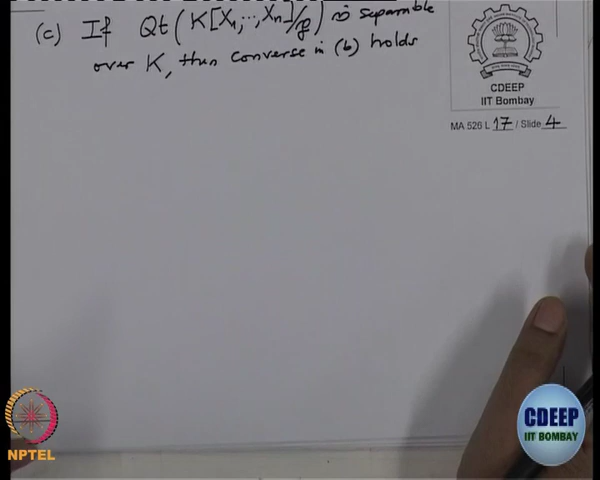 (c) If Qt(K[X₁,...,Xₙ]/𝔭) is separable
over K, then converse in (b) holds
CDEEP
IIT Bombay
MA 526 L 17 / Slide 4
NPTEL
CDEEP
IIT BOMBAY